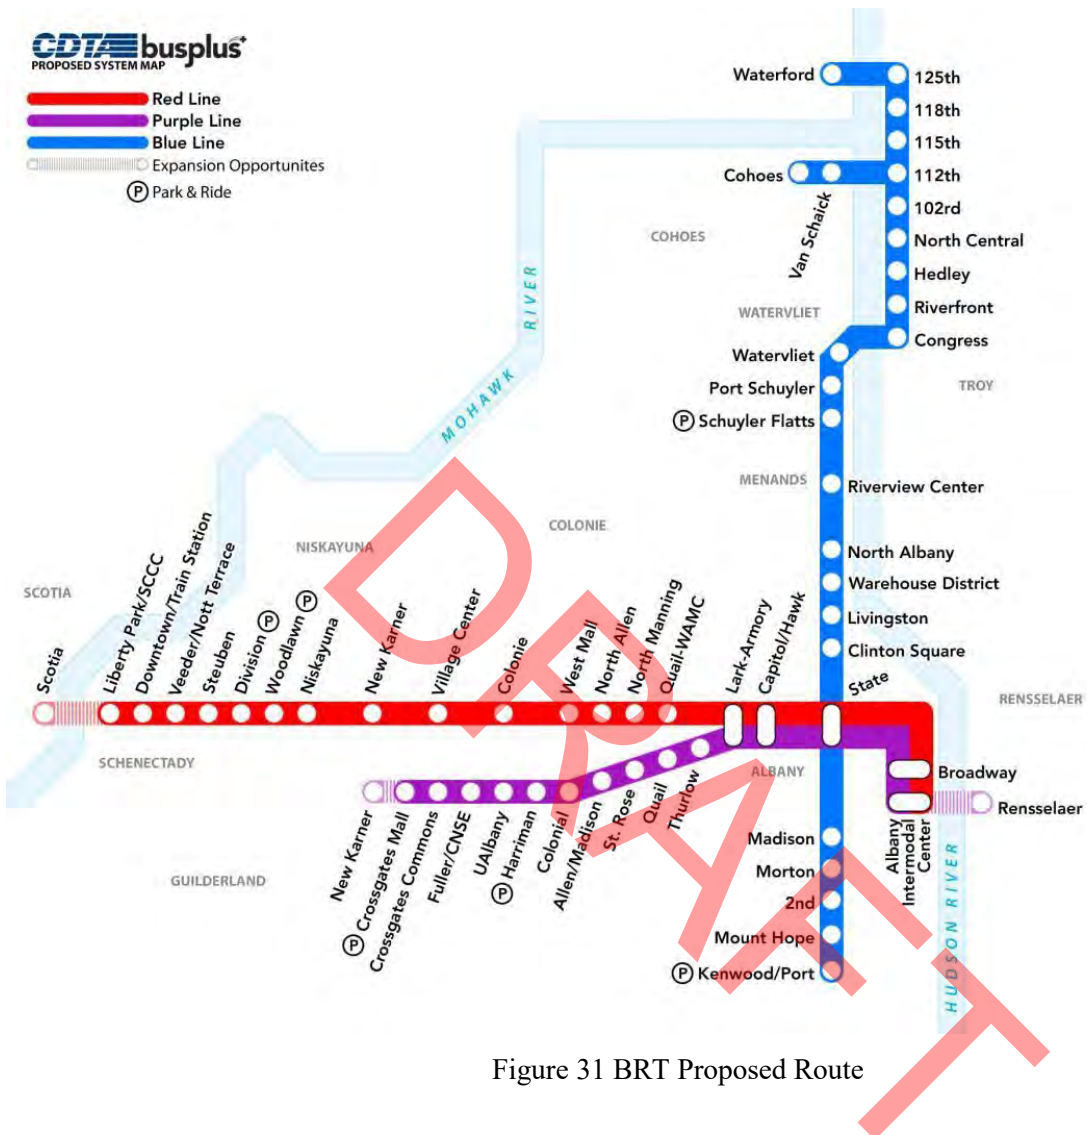 CDTA busplus+
PROPOSED SYSTEM MAP
Red Line
Purple Line
Blue Line
Expansion Opportunites
P Park & Ride
Waterford
125th
118th
115th
Cohoes
112th
Van Schaick
102rd
COHOES
North Central
Hedley
RIVER
WATERVLIET
Riverfront
Congress
Watervliet
Port Schuyler
TROY
MOHAWK
P Schuyler Flatts
MENANDS
Riverview Center
COLONIE
NISKAYUNA
North Albany
Warehouse District
SCOTIA
Livingston
Clinton Square
State
Scotia
Liberty Park/SCCC
Downtown/Train Station
Veeder/Nott Terrace
Steuben
Division P
Woodlawn P
Niskayuna
New Karner
Village Center
Colonie
West Mall
North Allen
North Manning
Quail-WAMC
Lark-Armory
Capitol/Hawk
RENSSELAER
SCHENECTADY
ALBANY
Broadway
Rensselaer
New Karner
P Crossgates Mall
Crossgates Commons
Fuller/CNSE
UAlbany
P Harriman
Colonial
Allen/Madison
St. Rose
Quail
Thurlow
Albany
Intermodal
Center
GUILDERLAND
Madison
Morton
2nd
Mount Hope
P Kenwood/Port
HUDSON RIVER
DRAFT
Figure 31 BRT Proposed Route